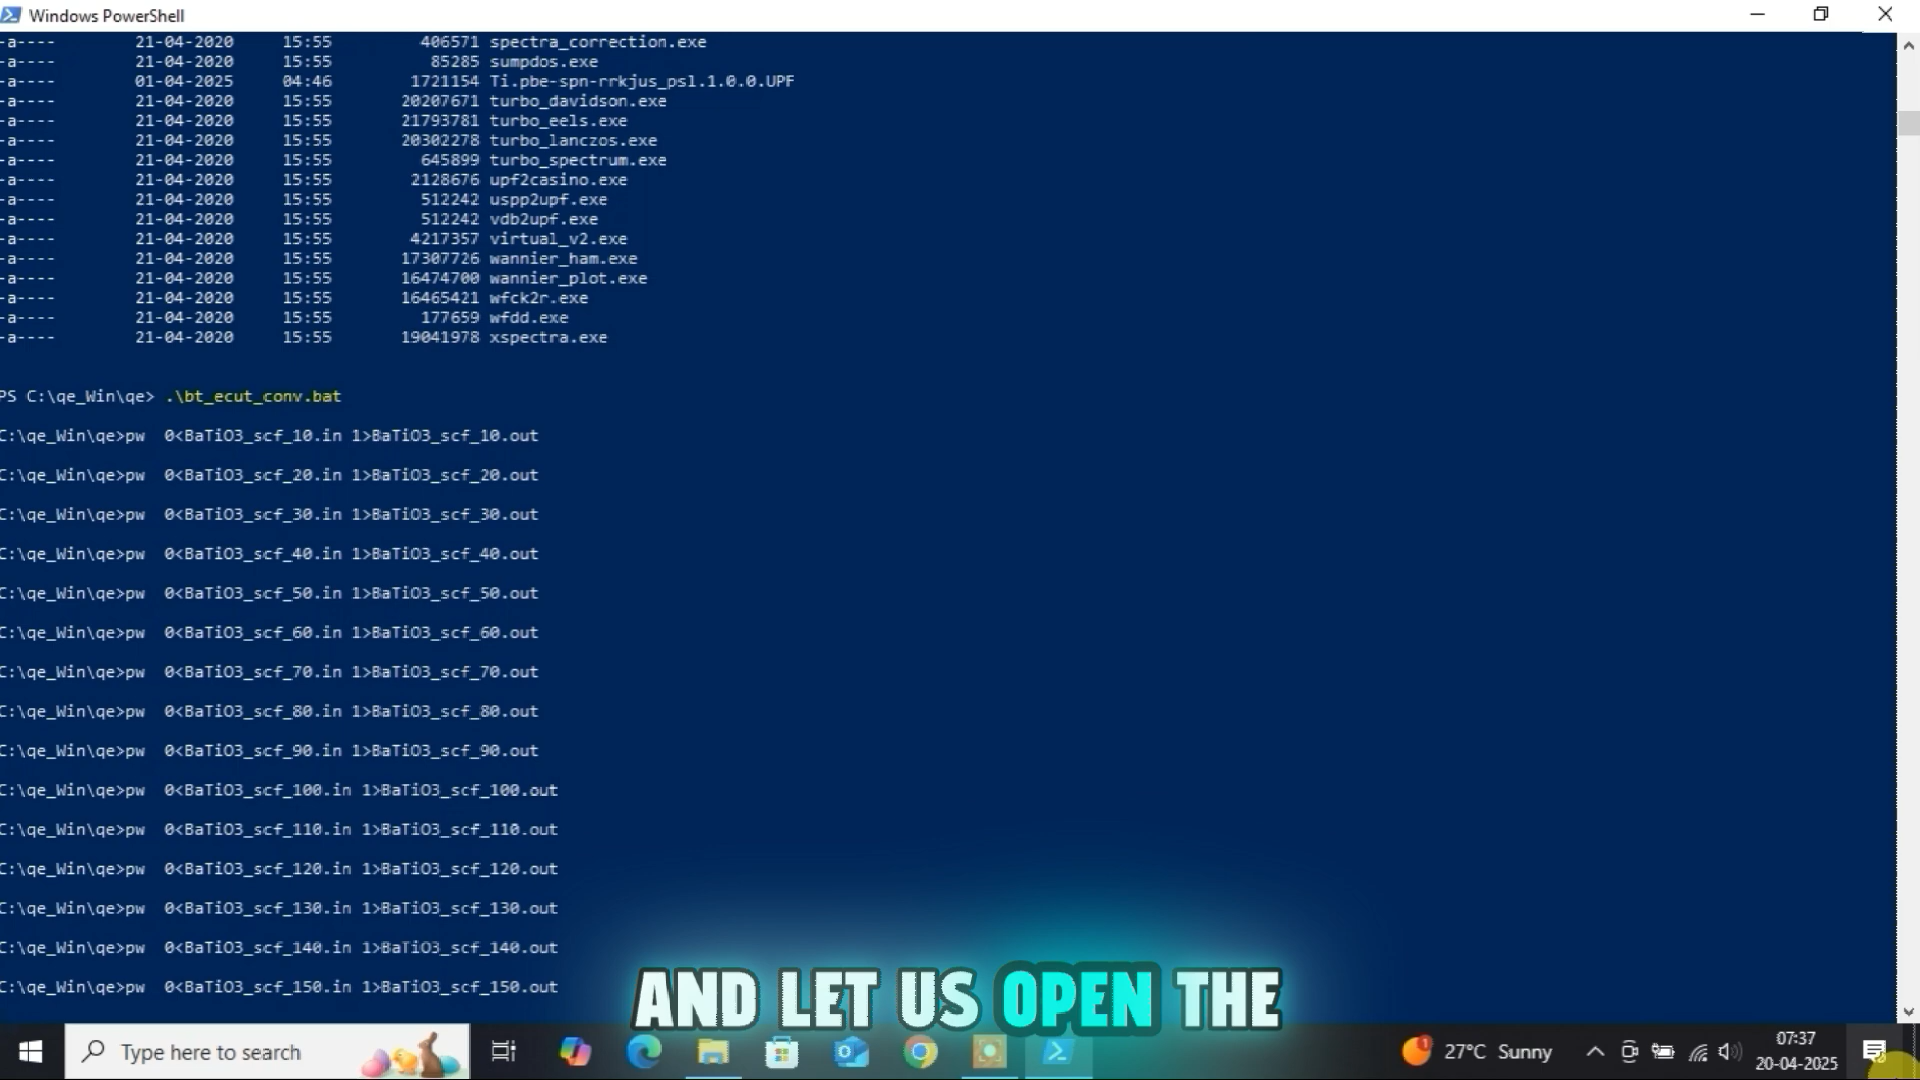 Windows PowerShell
-a---- 21-04-2020 15:55 406571 spectra_correction.exe
-a---- 21-04-2020 15:55 85285 sumpdos.exe
-a---- 01-04-2025 04:46 1721154 Ti.pbe-spn-rrkjus_psl.1.0.0.UPF
-a---- 21-04-2020 15:55 20207671 turbo_davidson.exe
-a---- 21-04-2020 15:55 21793781 turbo_eels.exe
-a---- 21-04-2020 15:55 20302278 turbo_lanczos.exe
-a---- 21-04-2020 15:55 645899 turbo_spectrum.exe
-a---- 21-04-2020 15:55 2128676 upf2casino.exe
-a---- 21-04-2020 15:55 512242 uspp2upf.exe
-a---- 21-04-2020 15:55 512242 vdb2upf.exe
-a---- 21-04-2020 15:55 4217357 virtual_v2.exe
-a---- 21-04-2020 15:55 17307726 wannier_ham.exe
-a---- 21-04-2020 15:55 16474700 wannier_plot.exe
-a---- 21-04-2020 15:55 16465421 wfck2r.exe
-a---- 21-04-2020 15:55 177659 wfdd.exe
-a---- 21-04-2020 15:55 19041978 xspectra.exe
PS C:\qe_Win\qe> .\bt_ecut_conv.bat
C:\qe_Win\qe>pw 0<BaTiO3_scf_10.in 1>BaTiO3_scf_10.out
C:\qe_Win\qe>pw 0<BaTiO3_scf_20.in 1>BaTiO3_scf_20.out
C:\qe_Win\qe>pw 0<BaTiO3_scf_30.in 1>BaTiO3_scf_30.out
C:\qe_Win\qe>pw 0<BaTiO3_scf_40.in 1>BaTiO3_scf_40.out
C:\qe_Win\qe>pw 0<BaTiO3_scf_50.in 1>BaTiO3_scf_50.out
C:\qe_Win\qe>pw 0<BaTiO3_scf_60.in 1>BaTiO3_scf_60.out
C:\qe_Win\qe>pw 0<BaTiO3_scf_70.in 1>BaTiO3_scf_70.out
C:\qe_Win\qe>pw 0<BaTiO3_scf_80.in 1>BaTiO3_scf_80.out
C:\qe_Win\qe>pw 0<BaTiO3_scf_90.in 1>BaTiO3_scf_90.out
C:\qe_Win\qe>pw 0<BaTiO3_scf_100.in 1>BaTiO3_scf_100.out
C:\qe_Win\qe>pw 0<BaTiO3_scf_110.in 1>BaTiO3_scf_110.out
C:\qe_Win\qe>pw 0<BaTiO3_scf_120.in 1>BaTiO3_scf_120.out
C:\qe_Win\qe>pw 0<BaTiO3_scf_130.in 1>BaTiO3_scf_130.out
C:\qe_Win\qe>pw 0<BaTiO3_scf_140.in 1>BaTiO3_scf_140.out
C:\qe_Win\qe>pw 0<BaTiO3_scf_150.in 1>BaTiO3_scf_150.out
AND LET US OPEN THE
Type here to search
27°C Sunny
07:37
20-04-2025